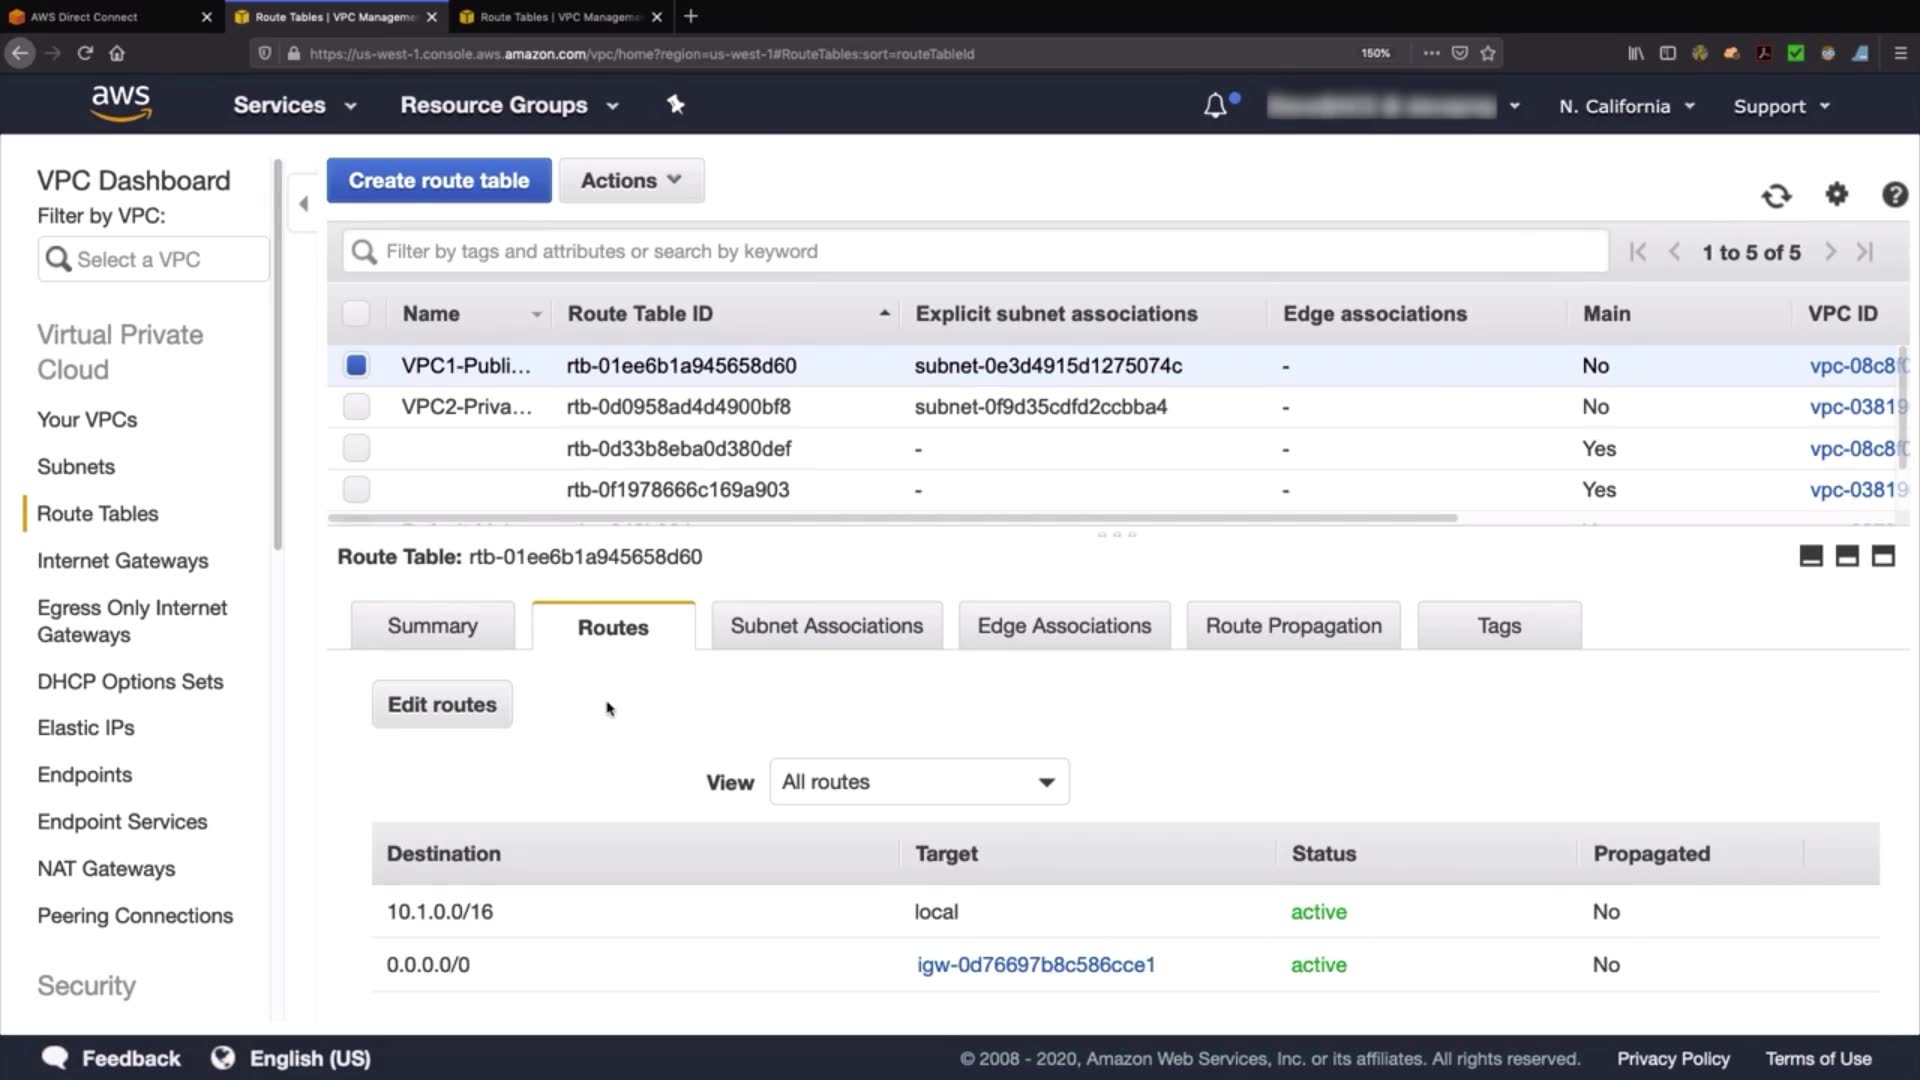 AWS Direct Connect
Route Tables | VPC Manageme
Route Tables | VPC Manageme
https://us-west-1.console.aws.amazon.com/vpc/home?region=us-west-1#RouteTables:sort=routeTableId
150%
aws
Services
Resource Groups
N. California
Support
VPC Dashboard
Filter by VPC:
Select a VPC
Virtual Private
Cloud
Your VPCs
Subnets
Route Tables
Internet Gateways
Egress Only Internet
Gateways
DHCP Options Sets
Elastic IPs
Endpoints
Endpoint Services
NAT Gateways
Peering Connections
Security
Create route table
Actions
Filter by tags and attributes or search by keyword
1 to 5 of 5
Name Route Table ID Explicit subnet associations Edge associations Main VPC ID
VPC1-Publi... rtb-01ee6b1a945658d60 subnet-0e3d4915d1275074c - No vpc-08c8f0
VPC2-Priva... rtb-0d0958ad4d4900bf8 subnet-0f9d35cdfd2ccbba4 - No vpc-03819
rtb-0d33b8eba0d380def - - Yes vpc-08c8f0
rtb-0f1978666c169a903 - - Yes vpc-03819
Route Table: rtb-01ee6b1a945658d60
Summary
Routes
Subnet Associations
Edge Associations
Route Propagation
Tags
Edit routes
View All routes
Destination Target Status Propagated
10.1.0.0/16 local active No
0.0.0.0/0 igw-0d76697b8c586cce1 active No
Feedback
English (US)
© 2008 - 2020, Amazon Web Services, Inc. or its affiliates. All rights reserved.
Privacy Policy
Terms of Use